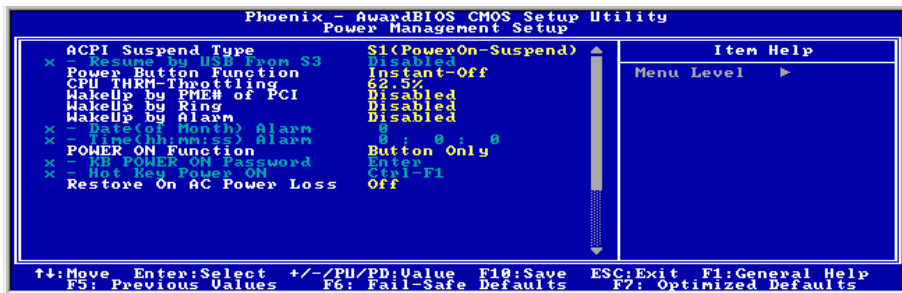 Phoenix - AwardBIOS CMOS Setup Utility
Power Management Setup
ACPI Suspend Type S1(PowerOn-Suspend)
x - Resume by USB From S3 Disabled
Power Button Function Instant-Off
CPU THRM-Throttling 62.5%
WakeUp by PME# of PCI Disabled
WakeUp by Ring Disabled
WakeUp by Alarm Disabled
x - Date(of Month) Alarm 0
x - Time(hh:mm:ss) Alarm 0 : 0 : 0
POWER ON Function Button Only
x - KB POWER ON Password Enter
x - Hot Key Power ON Ctrl-F1
Restore On AC Power Loss Off
Item Help
Menu Level ►
↑↓:Move Enter:Select +/-/PU/PD:Value F10:Save ESC:Exit F1:General Help
F5: Previous Values F6: Fail-Safe Defaults F7: Optimized Defaults